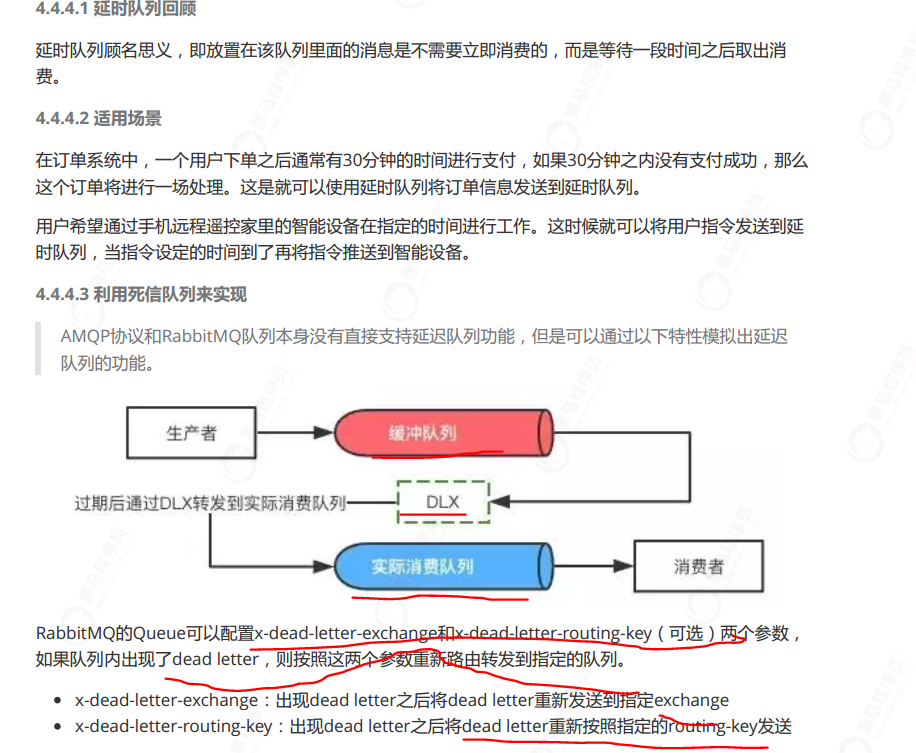 4.4.4.1 延时队列回顾
延时队列顾名思义，即放置在该队列里面的消息是不需要立即消费的，而是等待一段时间之后取出消
费。
4.4.4.2 适用场景
在订单系统中，一个用户下单之后通常有30分钟的时间进行支付，如果30分钟之内没有支付成功，那么
这个订单将进行一场处理。这是就可以使用延时队列将订单信息发送到延时队列。
用户希望通过手机远程遥控家里的智能设备在指定的时间进行工作。这时候就可以将用户指令发送到延
时队列，当指令设定的时间到了再将指令推送到智能设备。
4.4.4.3 利用死信队列来实现
AMQP协议和RabbitMQ队列本身没有直接支持延迟队列功能，但是可以通过以下特性模拟出延迟
队列的功能。
生产者
缓冲队列
过期后通过DLX转发到实际消费队列
DLX
实际消费队列
消费者
RabbitMQ的Queue可以配置x-dead-letter-exchange和x-dead-letter-routing-key（可选）两个参数，
如果队列内出现了dead letter，则按照这两个参数重新路由转发到指定的队列。
• x-dead-letter-exchange：出现dead letter之后将dead letter重新发送到指定exchange
• x-dead-letter-routing-key：出现dead letter之后将dead letter重新按照指定的routing-key发送